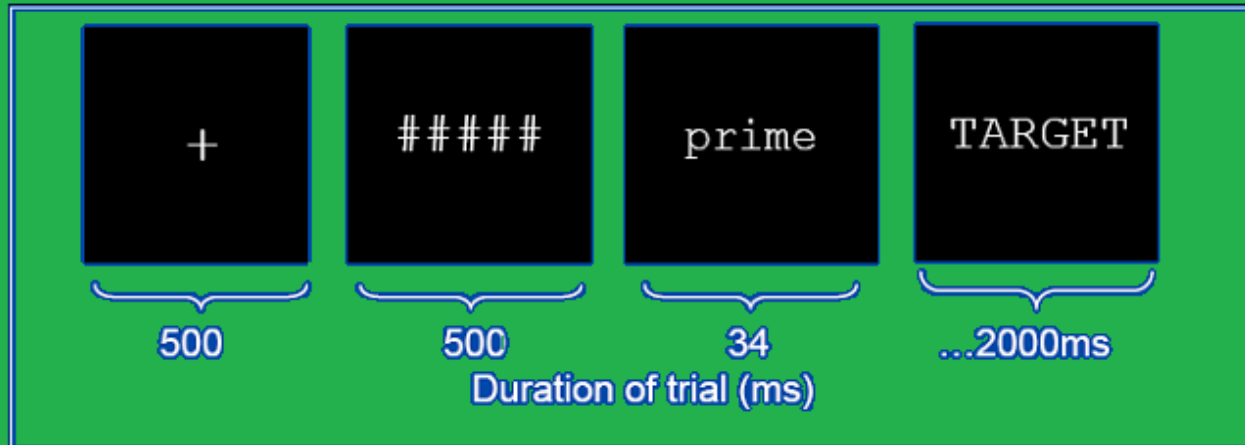 +
#####
prime
TARGET
500
500
34
...2000ms
Duration of trial (ms)